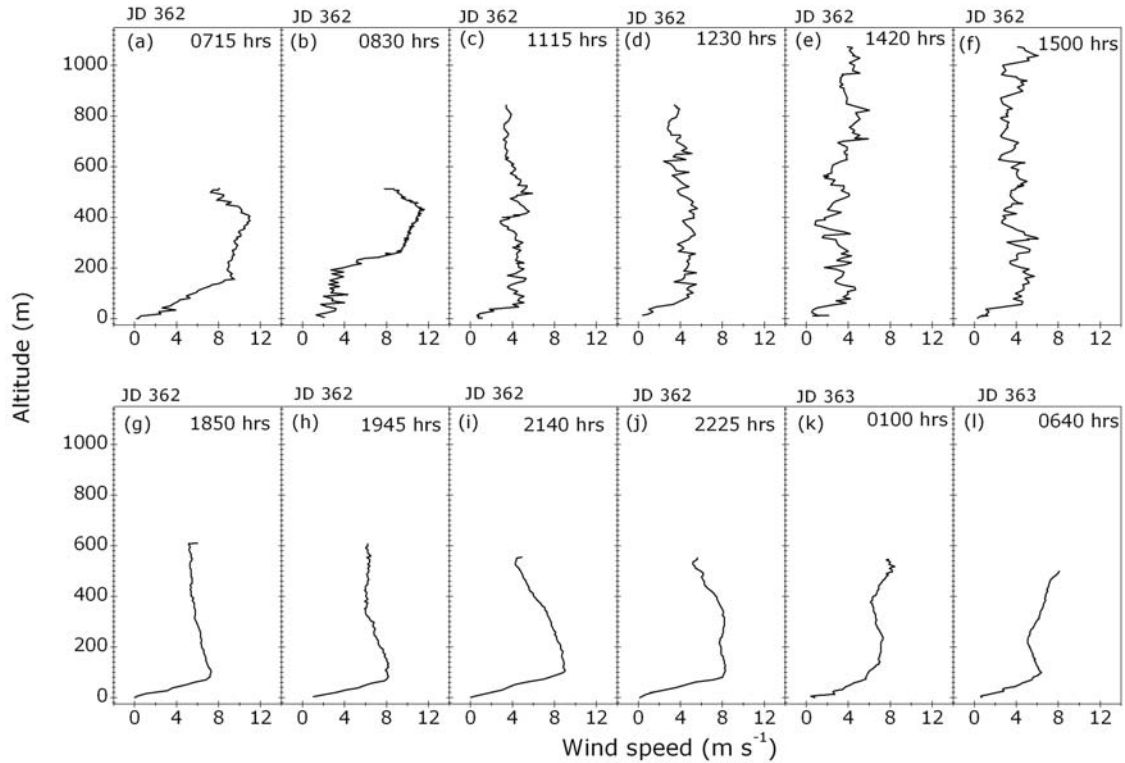 JD 362 JD 362 JD 362 JD 362 JD 362 JD 362
(a) 0715 hrs (b) 0830 hrs (c) 1115 hrs (d) 1230 hrs (e) 1420 hrs (f) 1500 hrs
1000
800
600
400
200
0
0 4 8 12 0 4 8 12 0 4 8 12 0 4 8 12 0 4 8 12 0 4 8 12
Altitude (m)
JD 362 JD 362 JD 362 JD 362 JD 363 JD 363
(g) 1850 hrs (h) 1945 hrs (i) 2140 hrs (j) 2225 hrs (k) 0100 hrs (l) 0640 hrs
1000
800
600
400
200
0
0 4 8 12 0 4 8 12 0 4 8 12 0 4 8 12 0 4 8 12 0 4 8 12
Wind speed (m s⁻¹)